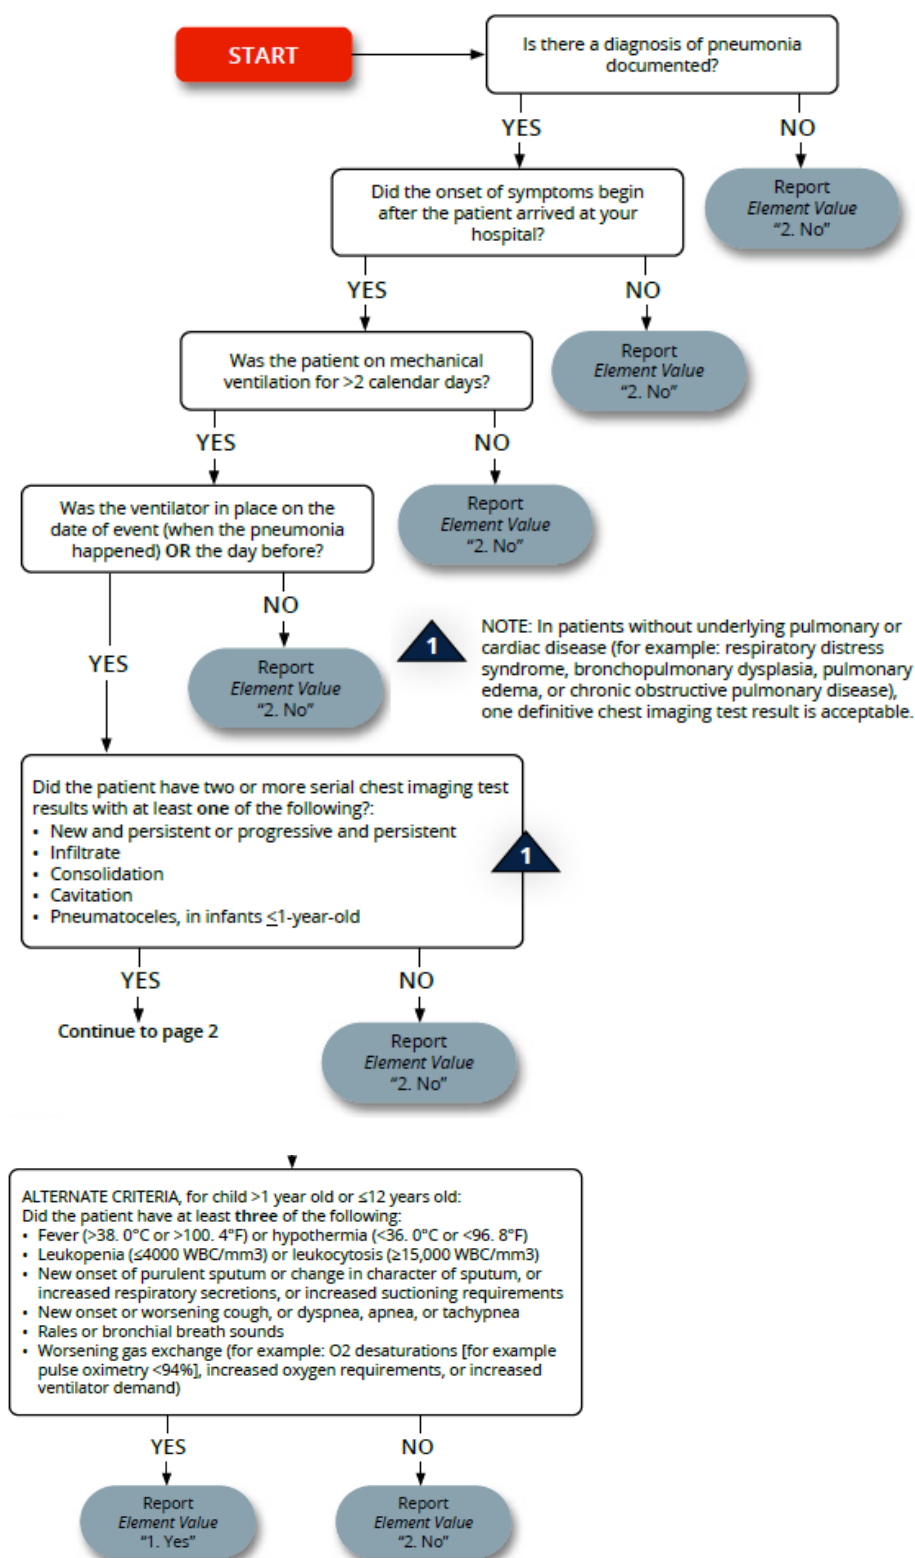 START
Is there a diagnosis of pneumonia
documented?
YES
NO
Report
Element Value
“2. No”
Did the onset of symptoms begin
after the patient arrived at your
hospital?
YES
NO
Report
Element Value
“2. No”
Was the patient on mechanical
ventilation for >2 calendar days?
YES
NO
Report
Element Value
“2. No”
Was the ventilator in place on the
date of event (when the pneumonia
happened) OR the day before?
NO
YES
Report
Element Value
“2. No”
1
NOTE: In patients without underlying pulmonary or
cardiac disease (for example: respiratory distress
syndrome, bronchopulmonary dysplasia, pulmonary
edema, or chronic obstructive pulmonary disease),
one definitive chest imaging test result is acceptable.
Did the patient have two or more serial chest imaging test
results with at least one of the following?:
• New and persistent or progressive and persistent
• Infiltrate
• Consolidation
• Cavitation
• Pneumatoceles, in infants ≤1-year-old
1
YES
NO
Continue to page 2
Report
Element Value
“2. No”
ALTERNATE CRITERIA, for child >1 year old or ≤12 years old:
Did the patient have at least three of the following:
• Fever (>38. 0°C or >100. 4°F) or hypothermia (<36. 0°C or <96. 8°F)
• Leukopenia (≤4000 WBC/mm3) or leukocytosis (≥15,000 WBC/mm3)
• New onset of purulent sputum or change in character of sputum, or
increased respiratory secretions, or increased suctioning requirements
• New onset or worsening cough, or dyspnea, apnea, or tachypnea
• Rales or bronchial breath sounds
• Worsening gas exchange (for example: O2 desaturations [for example
pulse oximetry <94%], increased oxygen requirements, or increased
ventilator demand)
YES
NO
Report
Element Value
“1. Yes”
Report
Element Value
“2. No”